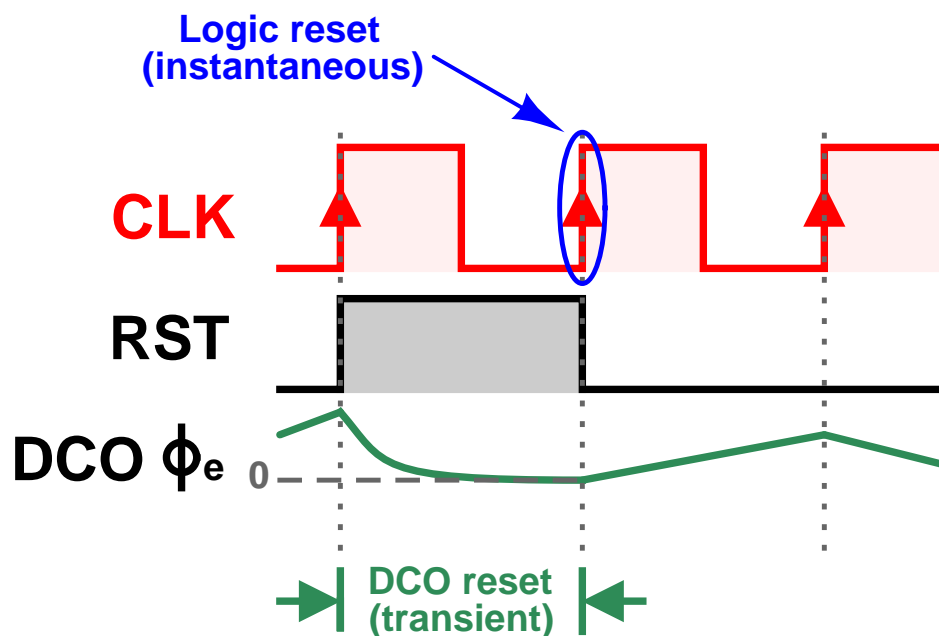 Logic reset
(instantaneous)
CLK
RST
DCO ϕe
0
DCO reset
(transient)